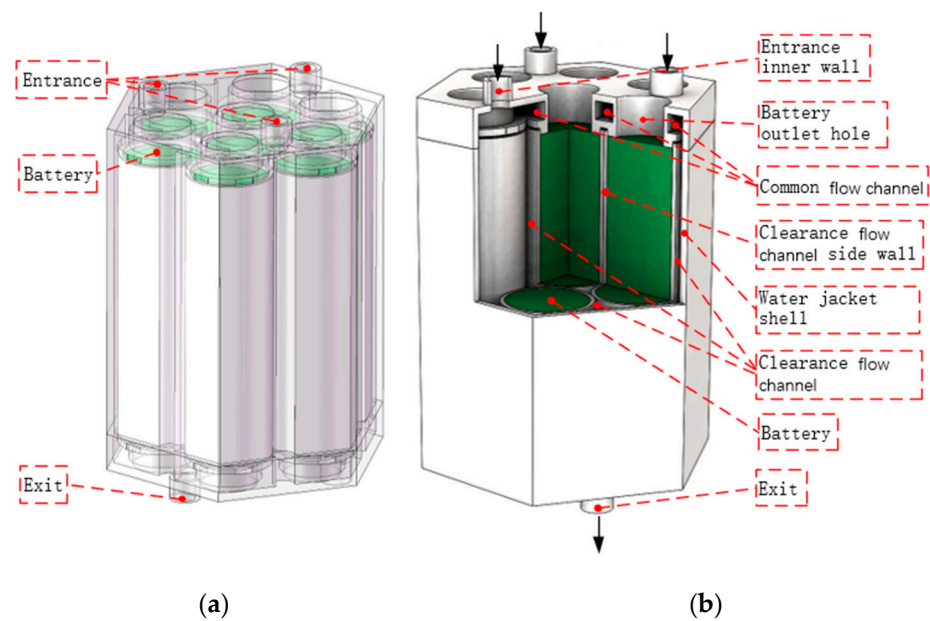 Entrance
Battery
Exit
(a)
Entrance
inner wall
Battery
outlet hole
Common flow channel
Clearance flow
channel side wall
Water jacket
shell
Clearance flow
channel
Battery
Exit
(b)